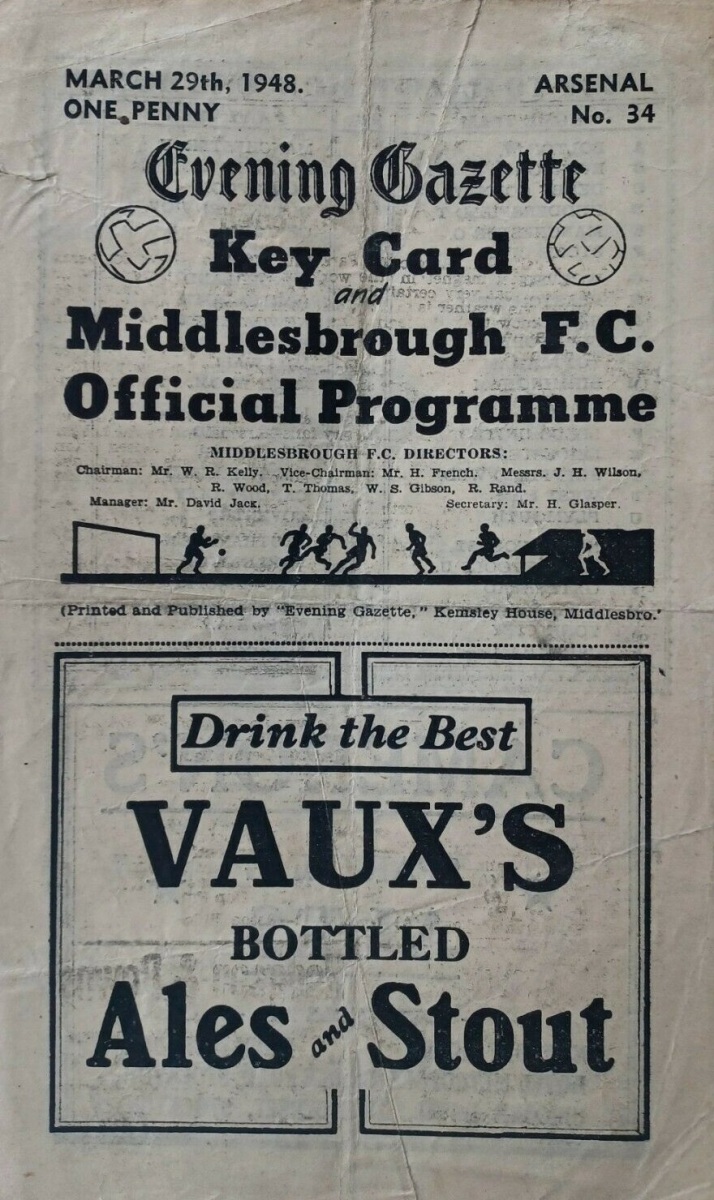 MARCH 29th, 1948. ARSENAL
ONE PENNY No. 34
Evening Gazette
Key Card
and
Middlesbrough F.C.
Official Programme
MIDDLESBROUGH F.C. DIRECTORS:
Chairman: Mr. W. R. Kelly. Vice-Chairman: Mr. H. French. Messrs. J. H. Wilson,
R. Wood, T. Thomas, W. S. Gibson, R. Rand.
Manager: Mr. David Jack. Secretary: Mr. H. Glasper.
(Printed and Published by "Evening Gazette," Kemsley House, Middlesbro.'
Drink the Best
VAUX'S
BOTTLED
Ales and Stout